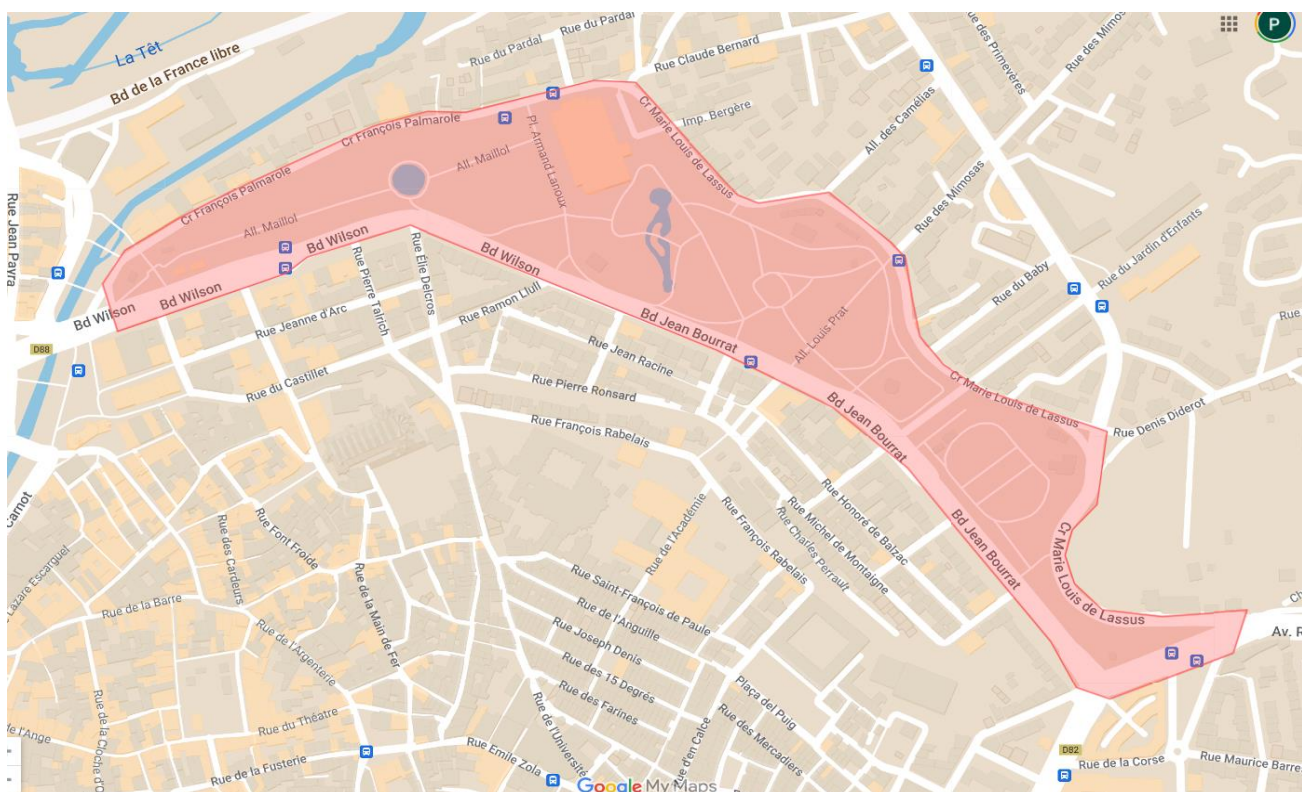 Rue du Pardal
Rue du Pardal
La Têt
Bd de la France libre
Rue Claude Bernard
Rue des Primevères
Rue des Mimos
P
Imp. Bergère
Cr François Palmarole
Pl. Armand Lanoux
All. Maillol
Cr Marie Louis de Lassus
All. des Camélias
Rue des Mimosas
Cr François Palmarole
Rue Jean Payra
All. Maillol
Bd Wilson
Bd Wilson
Rue du Jardin d'Enfants
Rue du Baby
Rue Élie Delcros
Rue Pierre Talrich
Bd Wilson
Bd Wilson
Rue Ramon Llull
Rue
Rue Jeanne d'Arc
Bd Jean Bourrat
All. Louis Prat
D88
Rue Jean Racine
Rue du Castillet
Rue Pierre Ronsard
Cr Marie Louis de Lassus
Bd Jean Bourrat
Rue François Rabelais
Rue Denis Diderot
Carnot
Rue Honoré de Balzac
Rue Font Froide
Rue des Cardeurs
Rue de l'Académie
Rue François Rabelais
Rue Michel de Montaigne
Rue Charles Perrault
Bd Jean Bourrat
Cr Marie Louis de Lassus
Lazare Escarguel
Rue de la Barre
Rue de la Main de Fer
Rue Saint-François de Paule
Rue de l'Anguille
Rue de l'Argenterie
Rue Joseph Denis
Av. R
Rue des 15 Degrés
Rue des Farines
Plaça del Puig
Rue de la Cloche d'O
Rue du Théatre
de l'Ange
Rue de l'Université
Rue d'en Calce
Rue des Mercadiers
Rue de la Fusterie
Rue Emile Zola
D82
Rue de la Corse
Rue Maurice Barre
Google My Maps